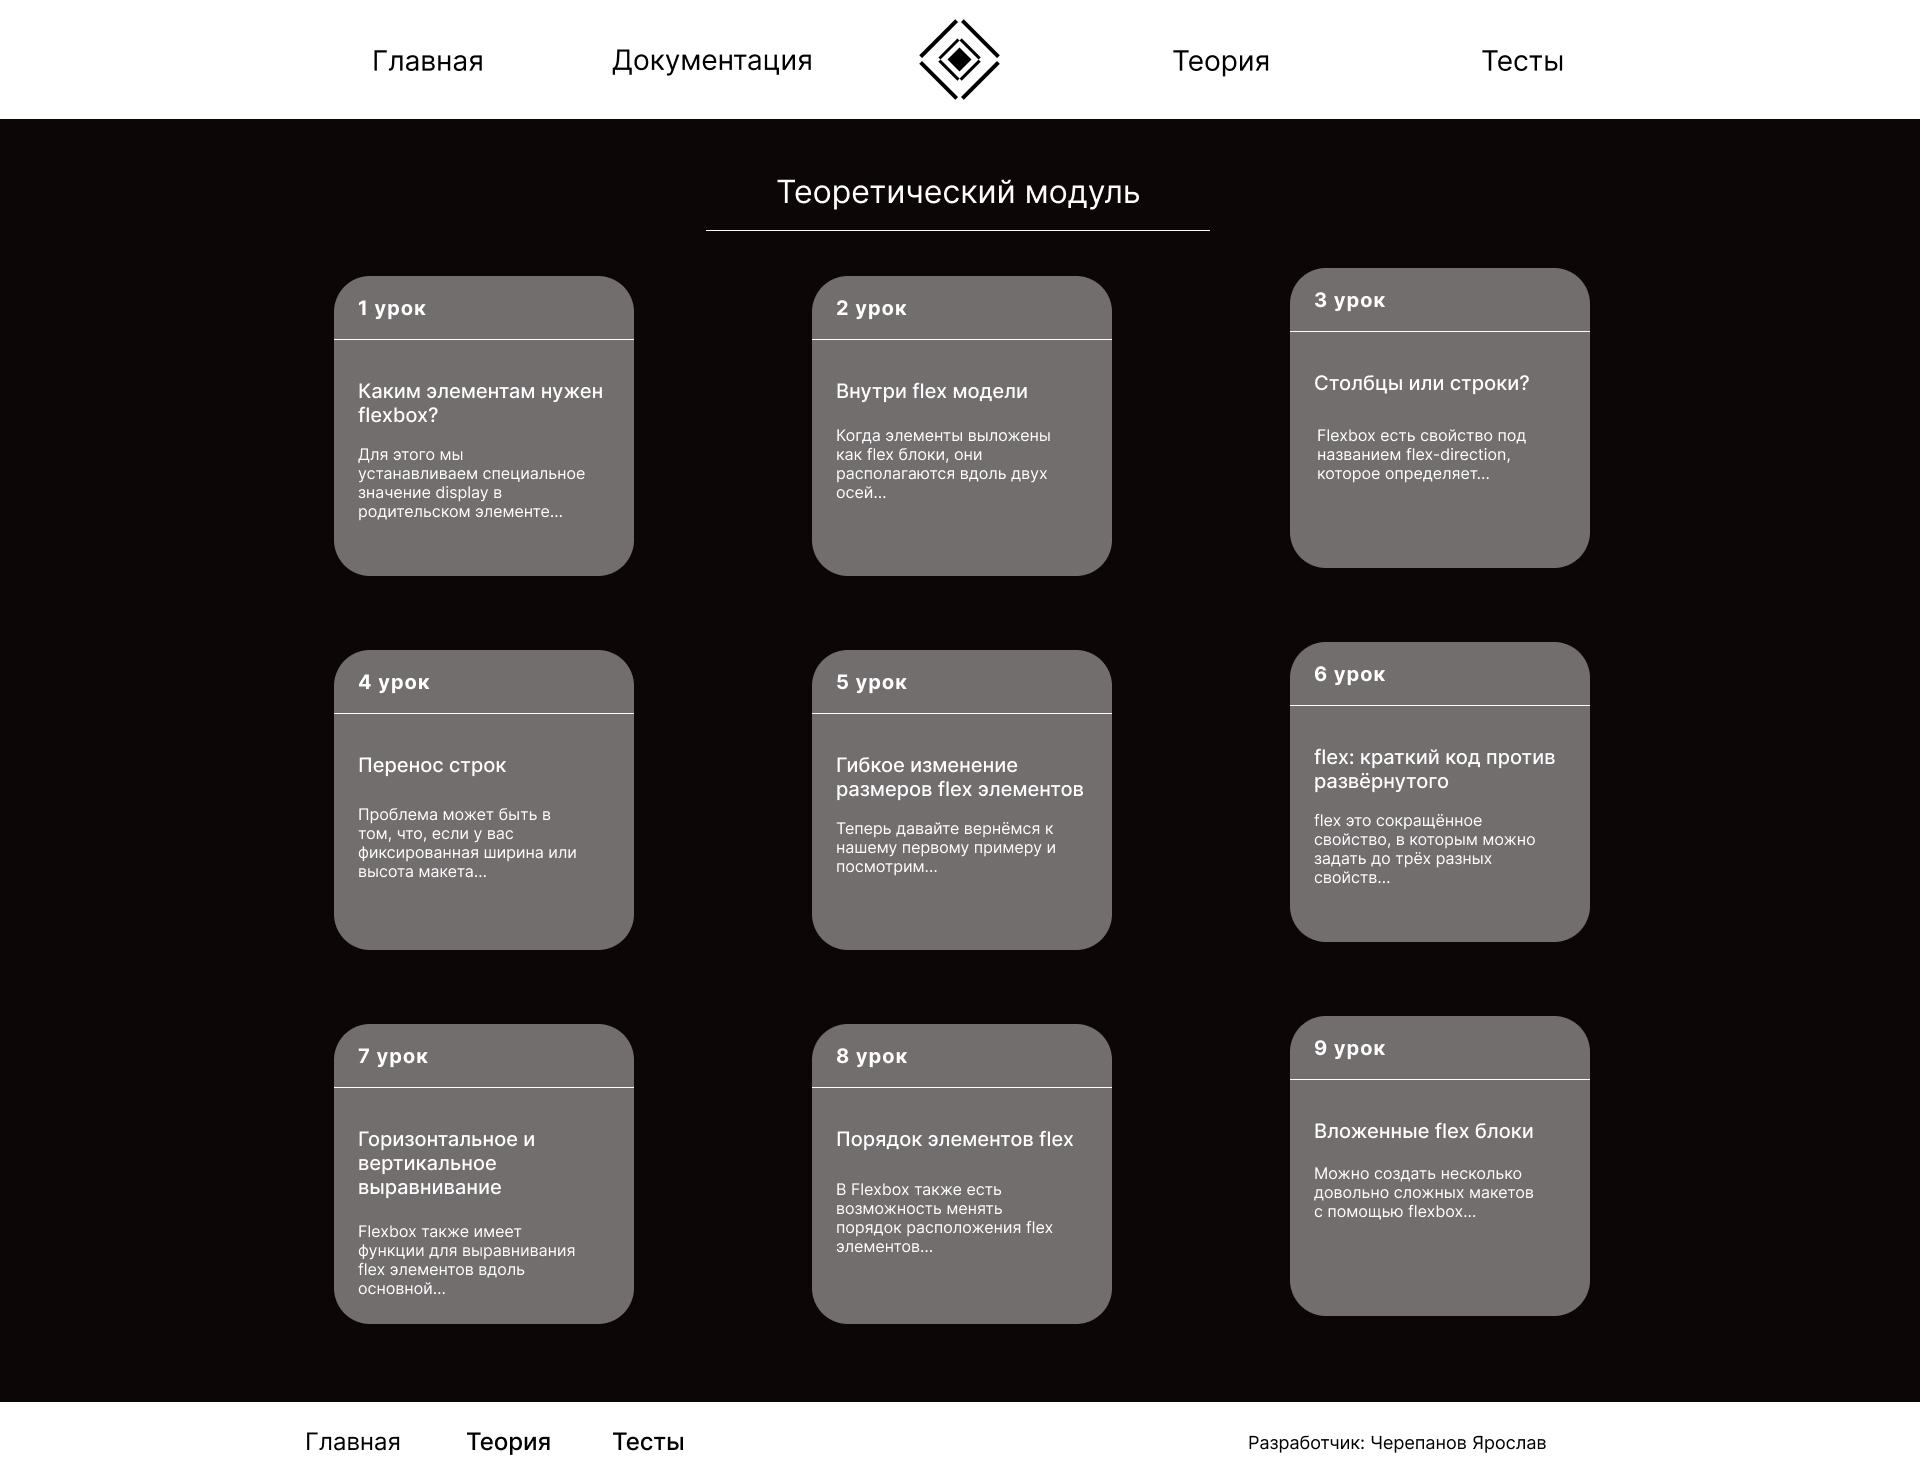 Главная
Документация
Теория
Тесты
Теоретический модуль
1 урок
Каким элементам нужен
flexbox?
Для этого мы
устанавливаем специальное
значение display в
родительском элементе...
2 урок
Внутри flex модели
Когда элементы выложены
как flex блоки, они
располагаются вдоль двух
осей...
3 урок
Столбцы или строки?
Flexbox есть свойство под
названием flex-direction,
которое определяет...
4 урок
Перенос строк
Проблема может быть в
том, что, если у вас
фиксированная ширина или
высота макета...
5 урок
Гибкое изменение
размеров flex элементов
Теперь давайте вернёмся к
нашему первому примеру и
посмотрим...
6 урок
flex: краткий код против
развёрнутого
flex это сокращённое
свойство, в которым можно
задать до трёх разных
свойств...
7 урок
Горизонтальное и
вертикальное
выравнивание
Flexbox также имеет
функции для выравнивания
flex элементов вдоль
основной...
8 урок
Порядок элементов flex
В Flexbox также есть
возможность менять
порядок расположения flex
элементов...
9 урок
Вложенные flex блоки
Можно создать несколько
довольно сложных макетов
с помощью flexbox...
Главная
Теория
Тесты
Разработчик: Черепанов Ярослав